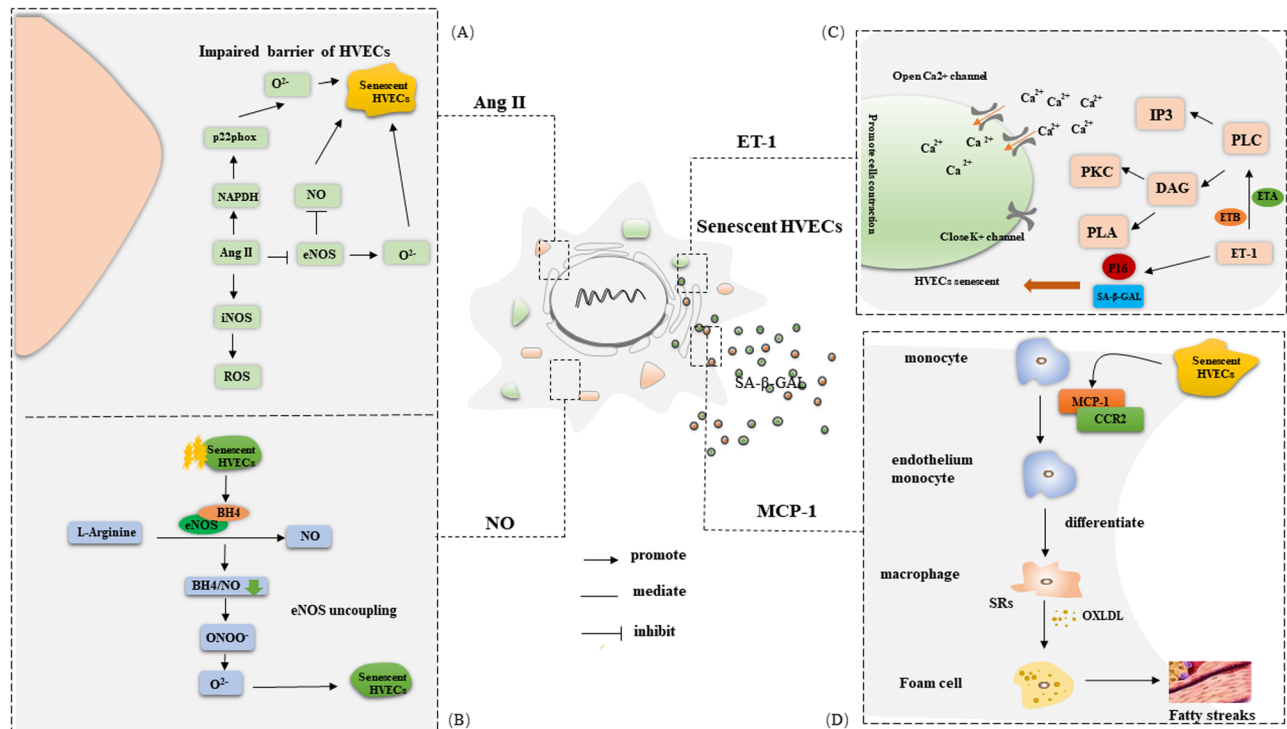 (A)
Impaired barrier of HVECs
O²⁻
Senescent
HVECs
p22phox
NAPDH
NO
Ang II
eNOS
O²⁻
iNOS
ROS
Senescent
HVECs
BH4
eNOS
L-Arginine
NO
BH4/NO
eNOS uncoupling
ONOO⁻
O²⁻
Senescent
HVECs
(B)
Ang II
ET-1
Senescent HVECs
SA-β-GAL
NO
MCP-1
promote
mediate
inhibit
(C)
Open Ca2+ channel
Ca²⁺
Ca²⁺
Ca²⁺
Ca²⁺
Ca²⁺
Ca²⁺
Ca²⁺
Ca²⁺
Ca²⁺
Promote cells contraction
CloseK+ channel
IP3
PLC
PKC
DAG
ETA
ETB
PLA
ET-1
P16
SA-β-GAL
HVECs senescent
monocyte
Senescent
HVECs
MCP-1
CCR2
endothelium
monocyte
differentiate
macrophage
SRs
OXLDL
Foam cell
Fatty streaks
(D)